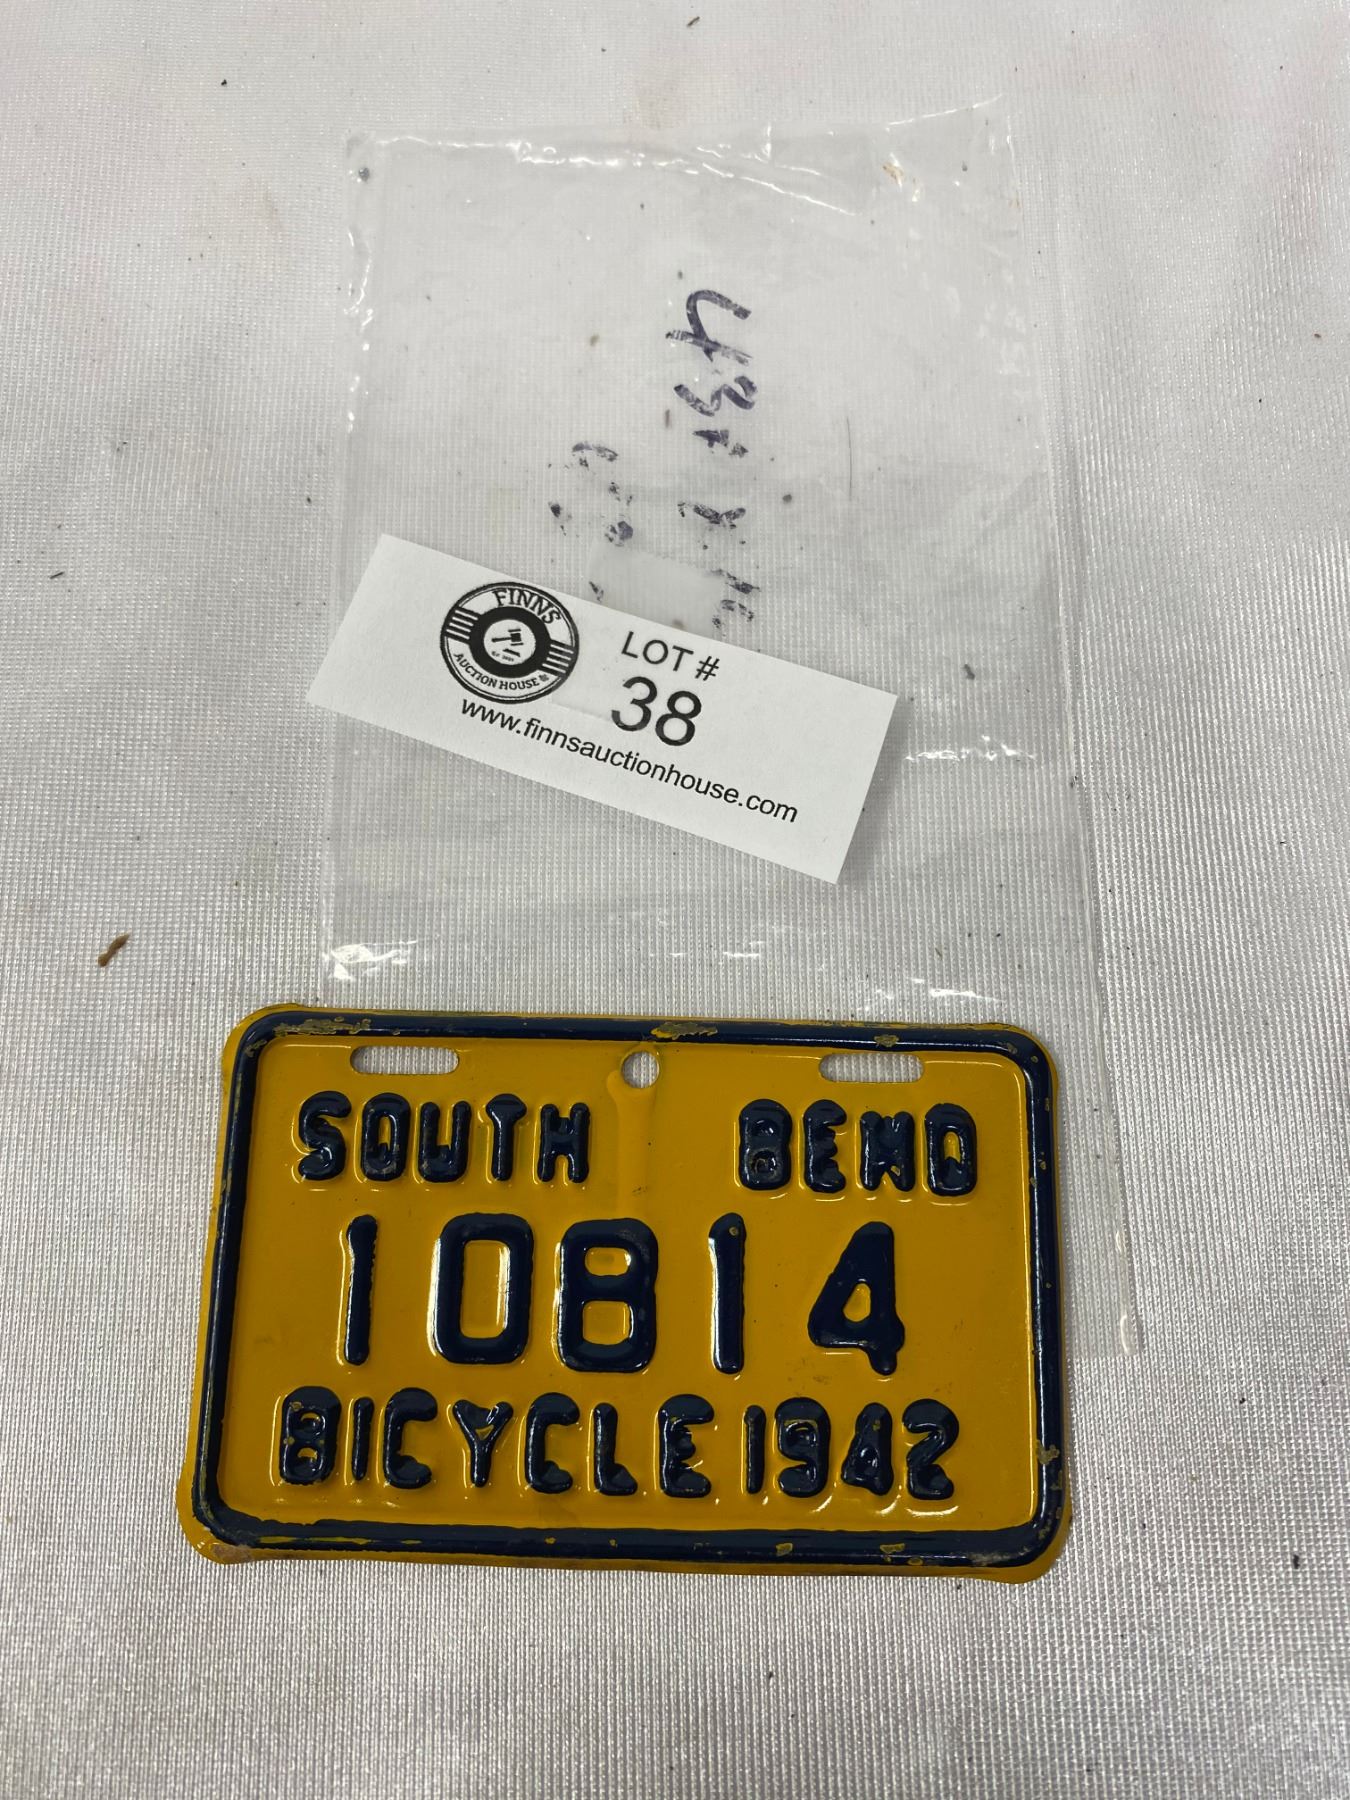 FINNS
AUCTION HOUSE
LOT #
38
www.finnsauctionhouse.com
SOUTH BEND
10814
BICYCLE 1942